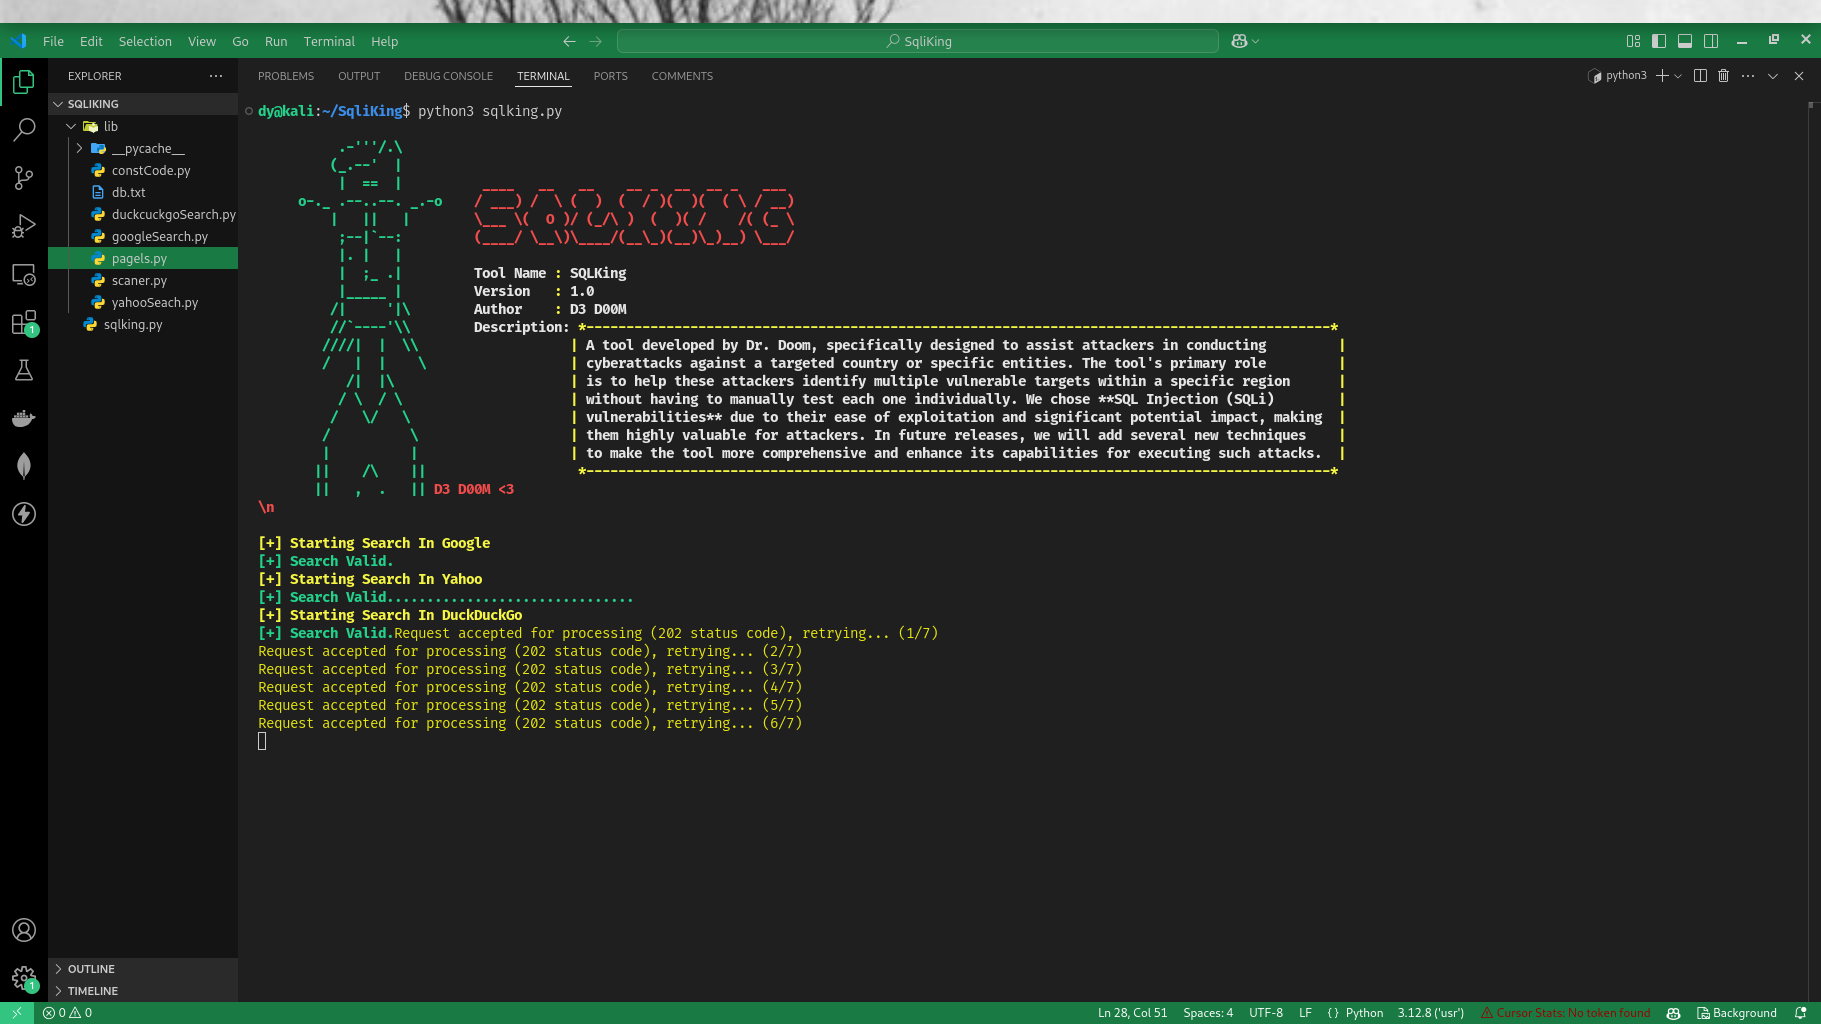 File Edit Selection View Go Run Terminal Help
SqliKing
EXPLORER
PROBLEMS OUTPUT DEBUG CONSOLE TERMINAL PORTS COMMENTS
python3
SQLIKING
lib
__pycache__
constCode.py
db.txt
duckcuckgoSearch.py
googleSearch.py
pagels.py
scaner.py
yahooSeach.py
sqlking.py
OUTLINE
TIMELINE
dy@kali:~/SqliKing$ python3 sqlking.py
Tool Name : SQLKing
Version : 1.0
Author : D3 D00M
Description: *---------------------------------------------------------------------------------------------*
| A tool developed by Dr. Doom, specifically designed to assist attackers in conducting |
| cyberattacks against a targeted country or specific entities. The tool's primary role |
| is to help these attackers identify multiple vulnerable targets within a specific region |
| without having to manually test each one individually. We chose **SQL Injection (SQLi) |
| vulnerabilities** due to their ease of exploitation and significant potential impact, making |
| them highly valuable for attackers. In future releases, we will add several new techniques |
| to make the tool more comprehensive and enhance its capabilities for executing such attacks. |
*---------------------------------------------------------------------------------------------*
D3 D00M <3
\n
[+] Starting Search In Google
[+] Search Valid.
[+] Starting Search In Yahoo
[+] Search Valid...............................
[+] Starting Search In DuckDuckGo
[+] Search Valid.Request accepted for processing (202 status code), retrying... (1/7)
Request accepted for processing (202 status code), retrying... (2/7)
Request accepted for processing (202 status code), retrying... (3/7)
Request accepted for processing (202 status code), retrying... (4/7)
Request accepted for processing (202 status code), retrying... (5/7)
Request accepted for processing (202 status code), retrying... (6/7)
1
1
0 0
Ln 28, Col 51 Spaces: 4 UTF-8 LF { } Python 3.12.8 ('usr') Cursor Stats: No token found Background